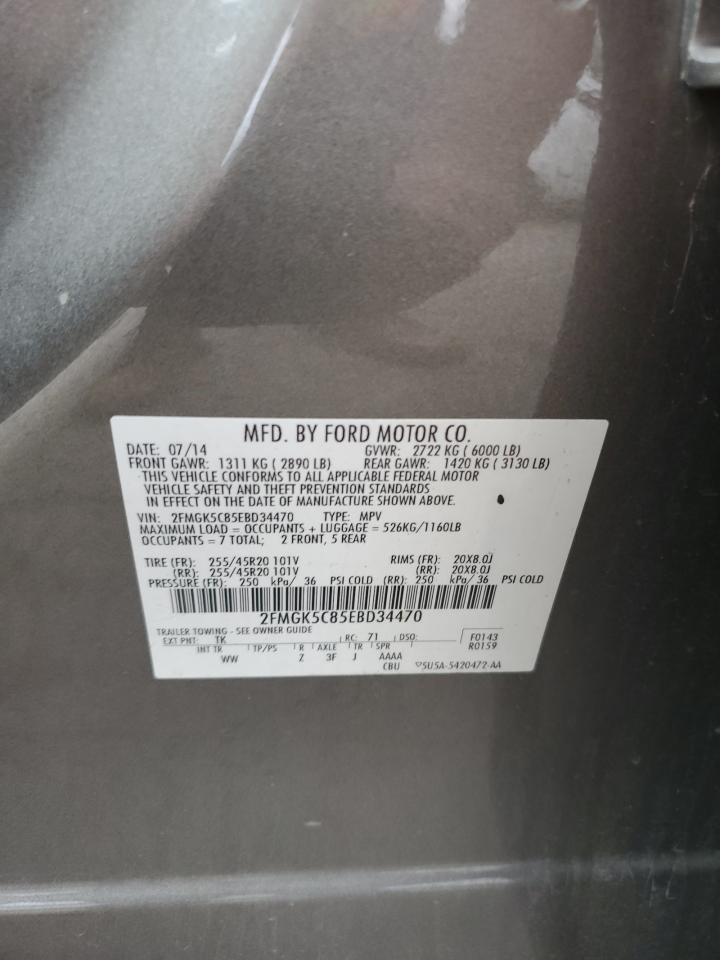 MFD. BY FORD MOTOR CO.
DATE: 07/14 GVWR: 2722 KG ( 6000 LB)
FRONT GAWR: 1311 KG ( 2890 LB) REAR GAWR: 1420 KG ( 3130 LB)
THIS VEHICLE CONFORMS TO ALL APPLICABLE FEDERAL MOTOR
VEHICLE SAFETY AND THEFT PREVENTION STANDARDS
IN EFFECT ON THE DATE OF MANUFACTURE SHOWN ABOVE.
VIN: 2FMGK5C85EBD34470 TYPE: MPV
MAXIMUM LOAD = OCCUPANTS + LUGGAGE = 526KG/1160LB
OCCUPANTS = 7 TOTAL; 2 FRONT, 5 REAR
TIRE (FR): 255/45R20 101V RIMS (FR): 20X8.0J
(RR): 255/45R20 101V (RR): 20X8.0J
PRESSURE (FR): 250 kPa/ 36 PSI COLD (RR): 250 kPa/ 36 PSI COLD
2FMGK5C85EBD34470
TRAILER TOWING - SEE OWNER GUIDE
EXT PNT: TK RC: 71 DSO: F0143
R0159
INT TR TP/PS R AXLE TR SPR
WW Z 3F J AAAA
CBU 5U5A-5420472-AA